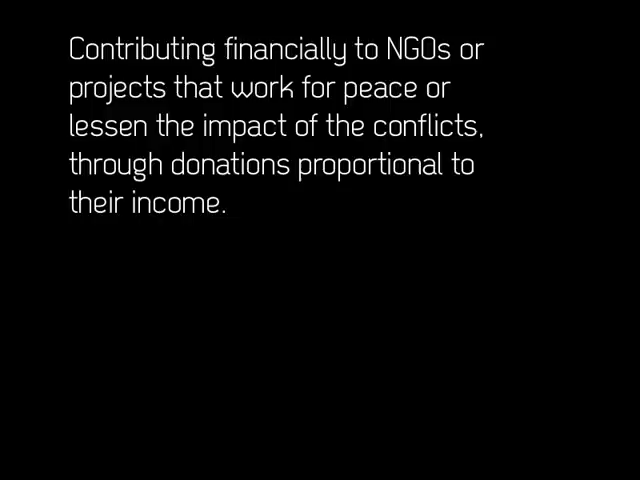 Contributing financially to NGOs or
projects that work for peace or
lessen the impact of the conflicts,
through donations proportional to
their income.